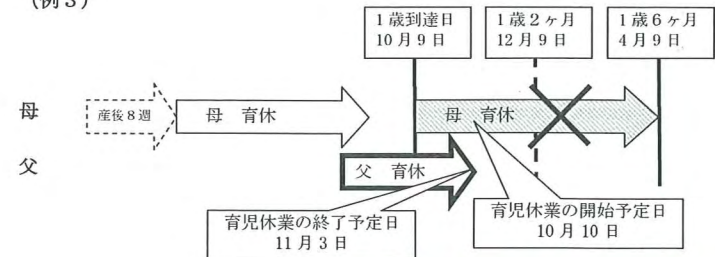 (例3)
1歳到達日
10月9日
1歳2ヶ月
12月9日
1歳6ヶ月
4月9日
母
産後8週
母 育休
母 育休
父
父 育休
育児休業の終了予定日
11月3日
育児休業の開始予定日
10月10日